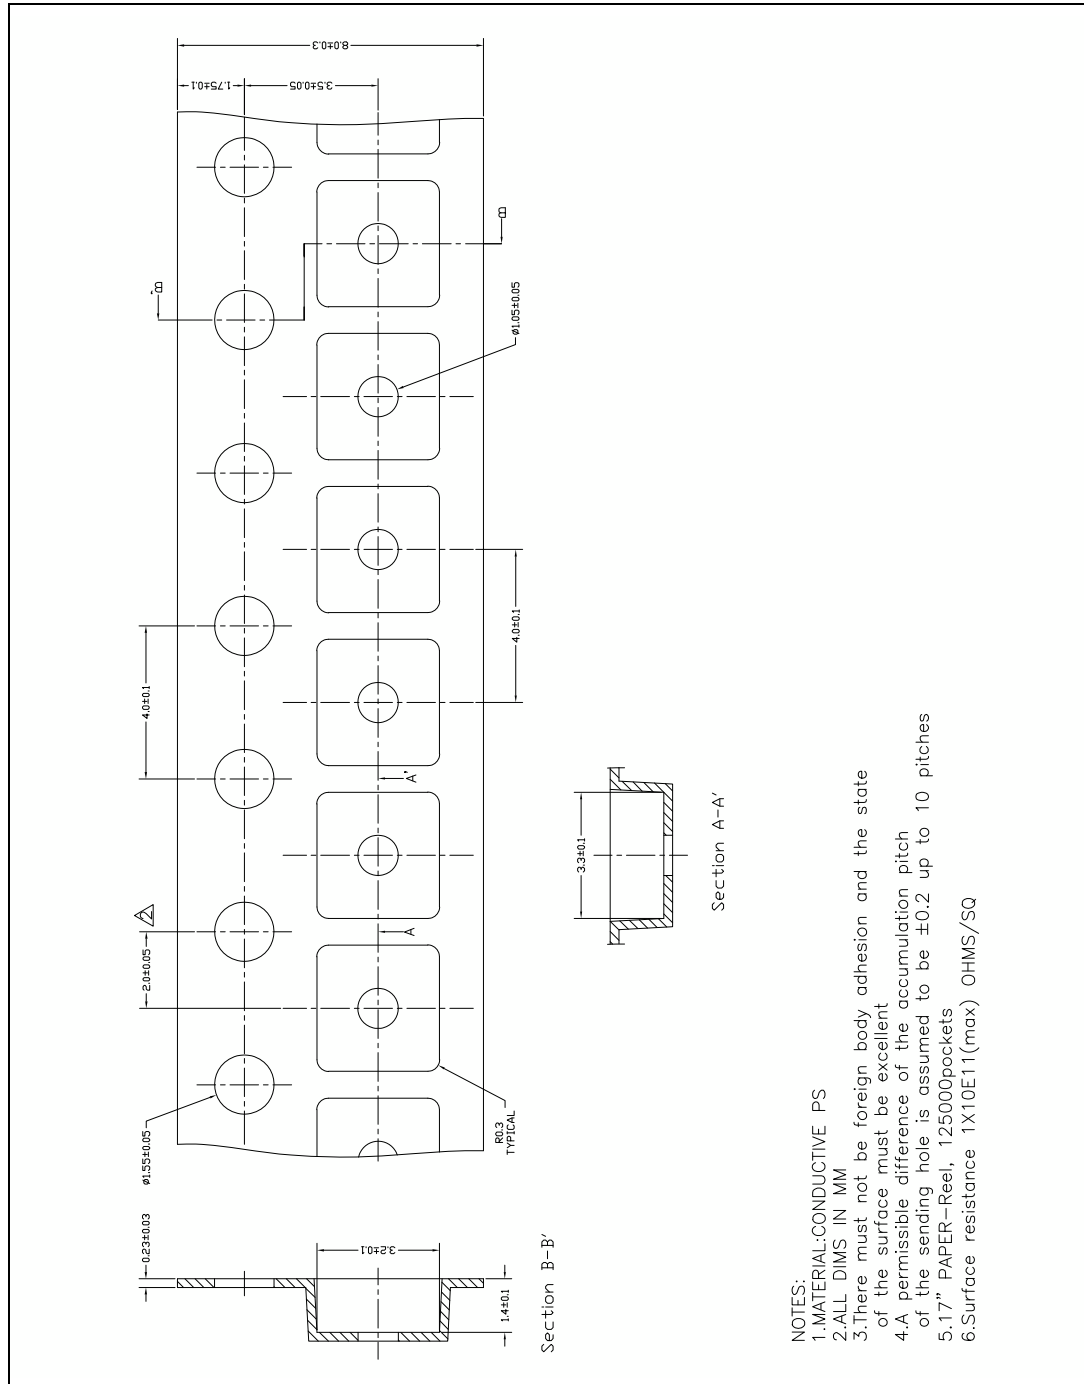 8.0±0.3
1.75±0.1
3.5±0.05
B
B'
ø1.05±0.05
4.0±0.1
4.0±0.1
A'
A
2
2.0±0.05
ø1.55±0.05
R0.3
TYPICAL
0.23±0.03
3.2±0.1
1.4±0.1
Section B-B'
3.3±0.1
Section A-A'
NOTES:
1.MATERIAL:CONDUCTIVE PS
2.ALL DIMS IN MM
3.There must not be foreign body adhesion and the state
of the surface must be excellent
4.A permissible difference of the accumulation pitch
of the sending hole is assumed to be ±0.2 up to 10 pitches
5.17" PAPER-Reel, 125000pockets
6.Surface resistance 1X10E11(max) OHMS/SQ